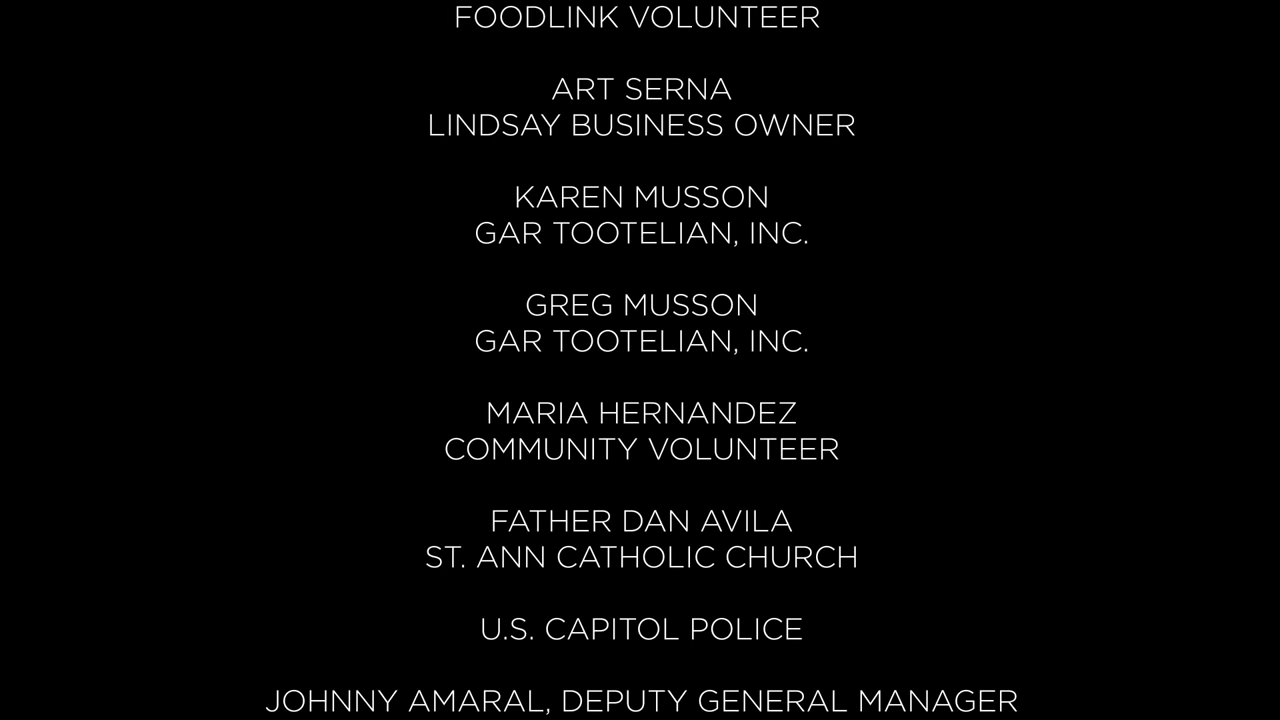 FOODLINK VOLUNTEER
ART SERNA
LINDSAY BUSINESS OWNER
KAREN MUSSON
GAR TOOTELIAN, INC.
GREG MUSSON
GAR TOOTELIAN, INC.
MARIA HERNANDEZ
COMMUNITY VOLUNTEER
FATHER DAN AVILA
ST. ANN CATHOLIC CHURCH
U.S. CAPITOL POLICE
JOHNNY AMARAL, DEPUTY GENERAL MANAGER